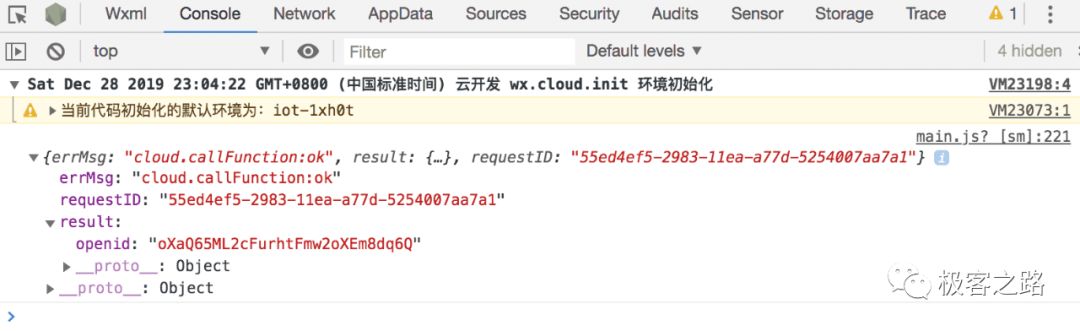 Wxml Console Network AppData Sources Security Audits Sensor Storage Trace 1
top Filter Default levels 4 hidden
Sat Dec 28 2019 23:04:22 GMT+0800 (中国标准时间) 云开发 wx.cloud.init 环境初始化 VM23198:4
当前代码初始化的默认环境为：iot-1xh0t VM23073:1
main.js? [sm]:221
{errMsg: "cloud.callFunction:ok", result: {…}, requestID: "55ed4ef5-2983-11ea-a77d-5254007aa7a1"}
errMsg: "cloud.callFunction:ok"
requestID: "55ed4ef5-2983-11ea-a77d-5254007aa7a1"
result:
openid: "oXaQ65ML2cFurhtFmw2oXEm8dq6Q"
__proto__: Object
__proto__: Object
极客之路